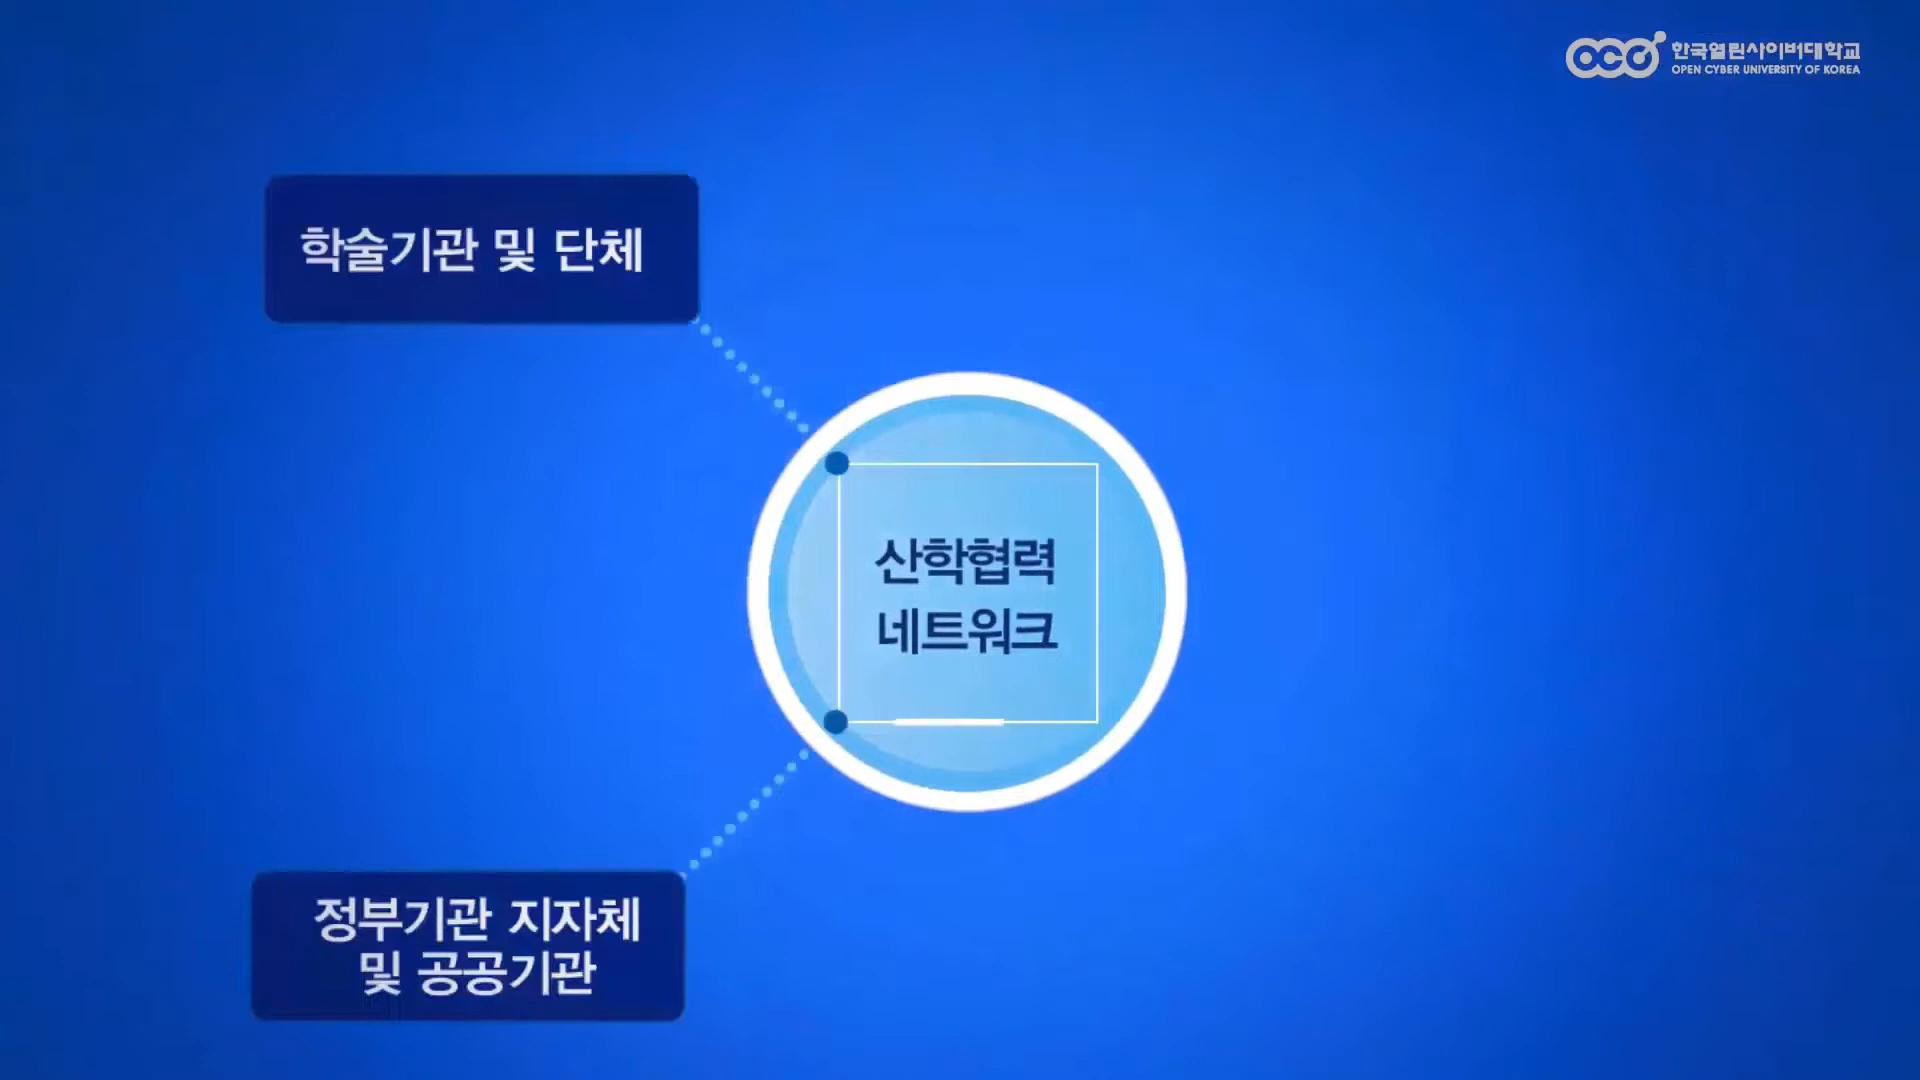 한국열린사이버대학교
OPEN CYBER UNIVERSITY OF KOREA
학술기관 및 단체
산학협력
네트워크
정부기관 지자체
및 공공기관